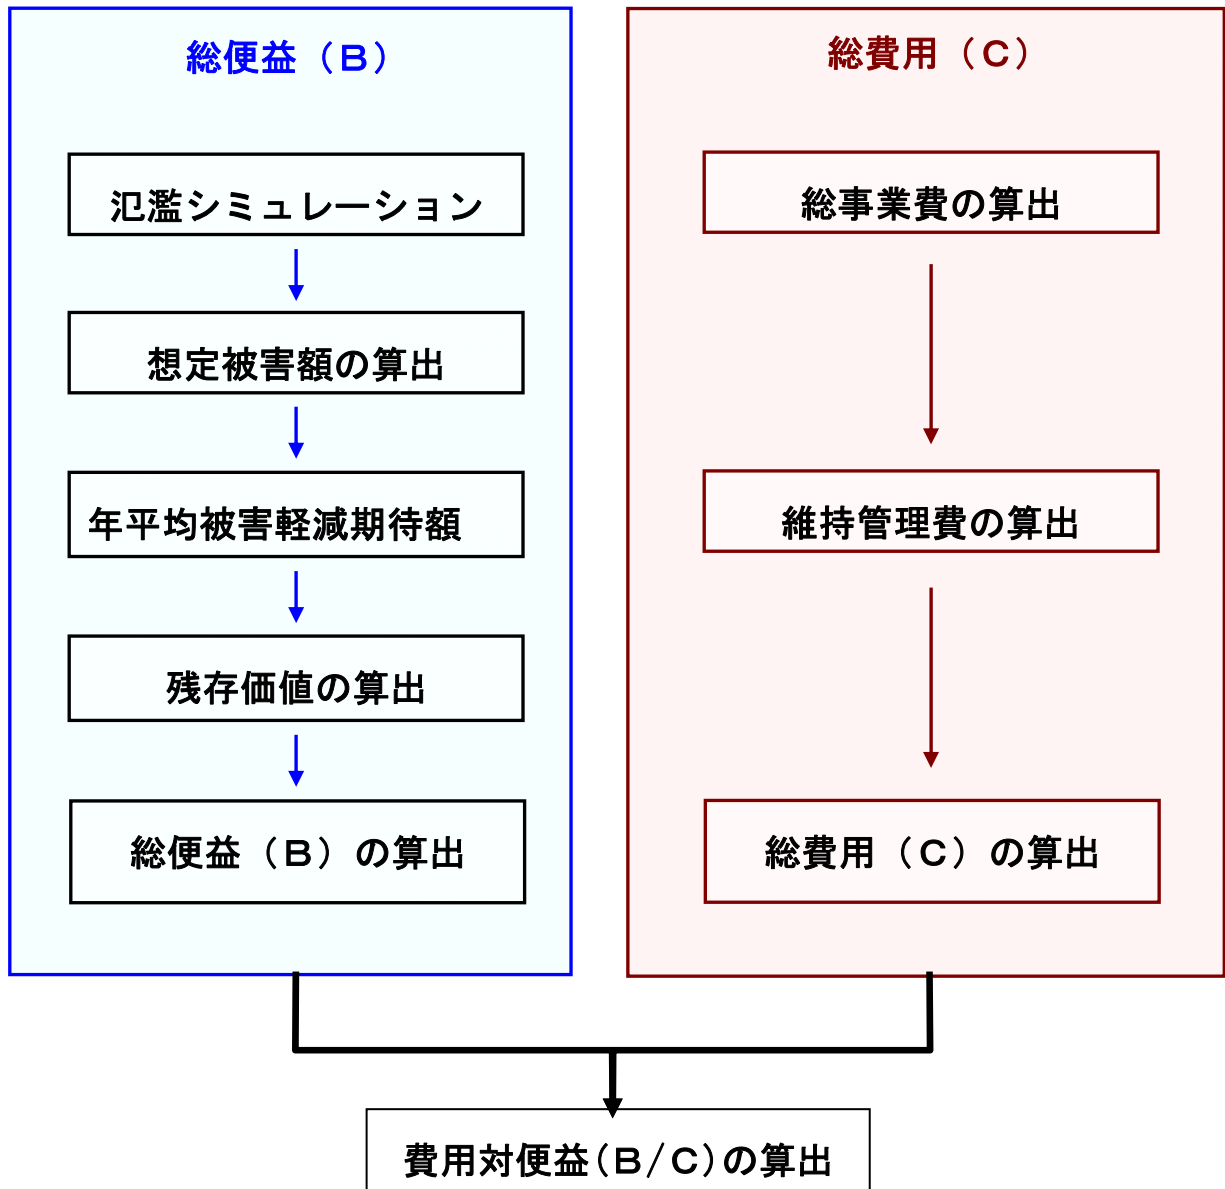 総便益（Ｂ）
氾濫シミュレーション
想定被害額の算出
年平均被害軽減期待額
残存価値の算出
総便益（Ｂ）の算出
総費用（Ｃ）
総事業費の算出
維持管理費の算出
総費用（Ｃ）の算出
費用対便益(Ｂ/Ｃ)の算出